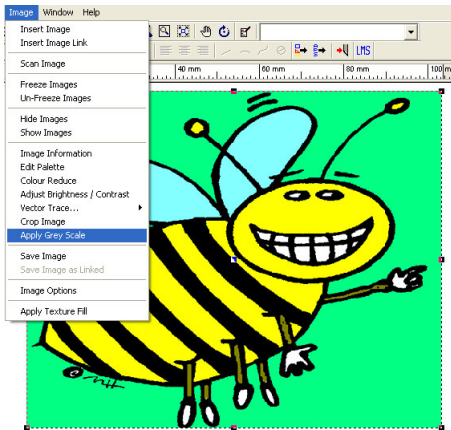 Image Window Help
Insert Image
Insert Image Link
Scan Image
Freeze Images
Un-Freeze Images
Hide Images
Show Images
Image Information
Edit Palette
Colour Reduce
Adjust Brightness / Contrast
Vector Trace...
Crop Image
Apply Grey Scale
Save Image
Save Image as Linked
Image Options
Apply Texture Fill
LMS
40 mm 60 mm 80 mm 100 m